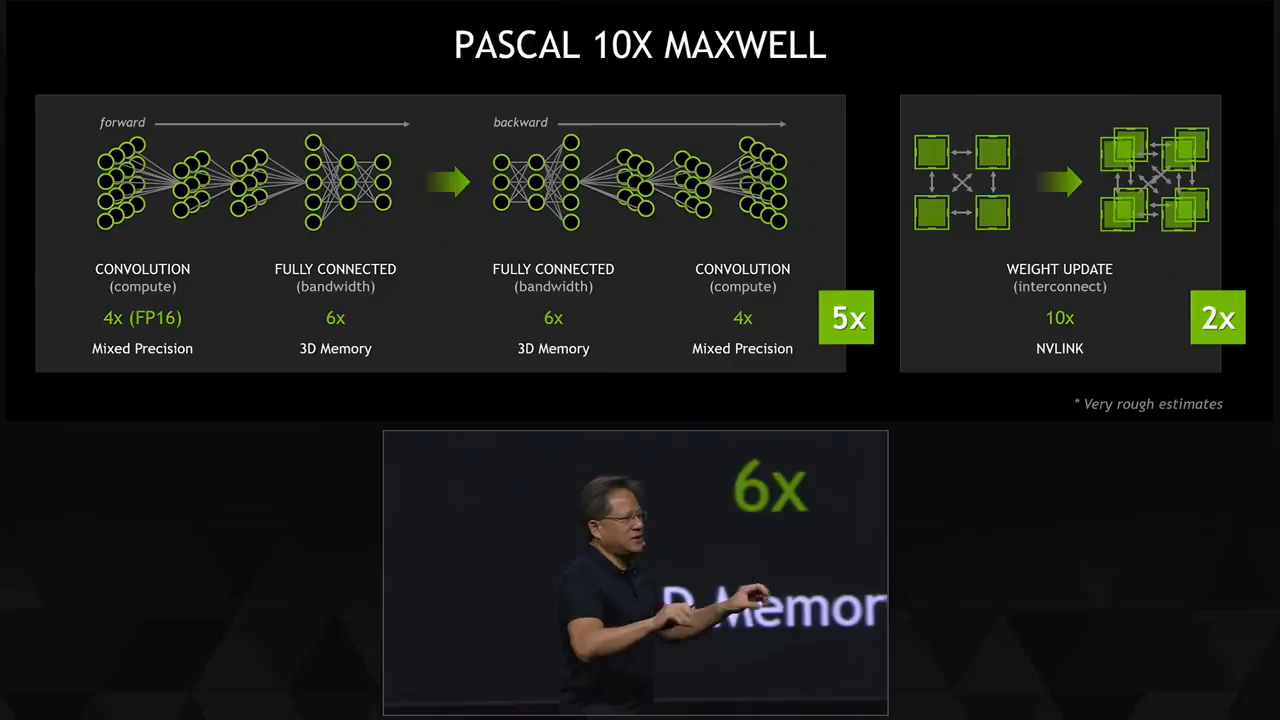 PASCAL 10X MAXWELL
forward
backward
CONVOLUTION
(compute)
4x (FP16)
Mixed Precision
FULLY CONNECTED
(bandwidth)
6x
3D Memory
FULLY CONNECTED
(bandwidth)
6x
3D Memory
CONVOLUTION
(compute)
4x
Mixed Precision
5x
WEIGHT UPDATE
(interconnect)
10x
NVLINK
2x
* Very rough estimates
6x
D Memor